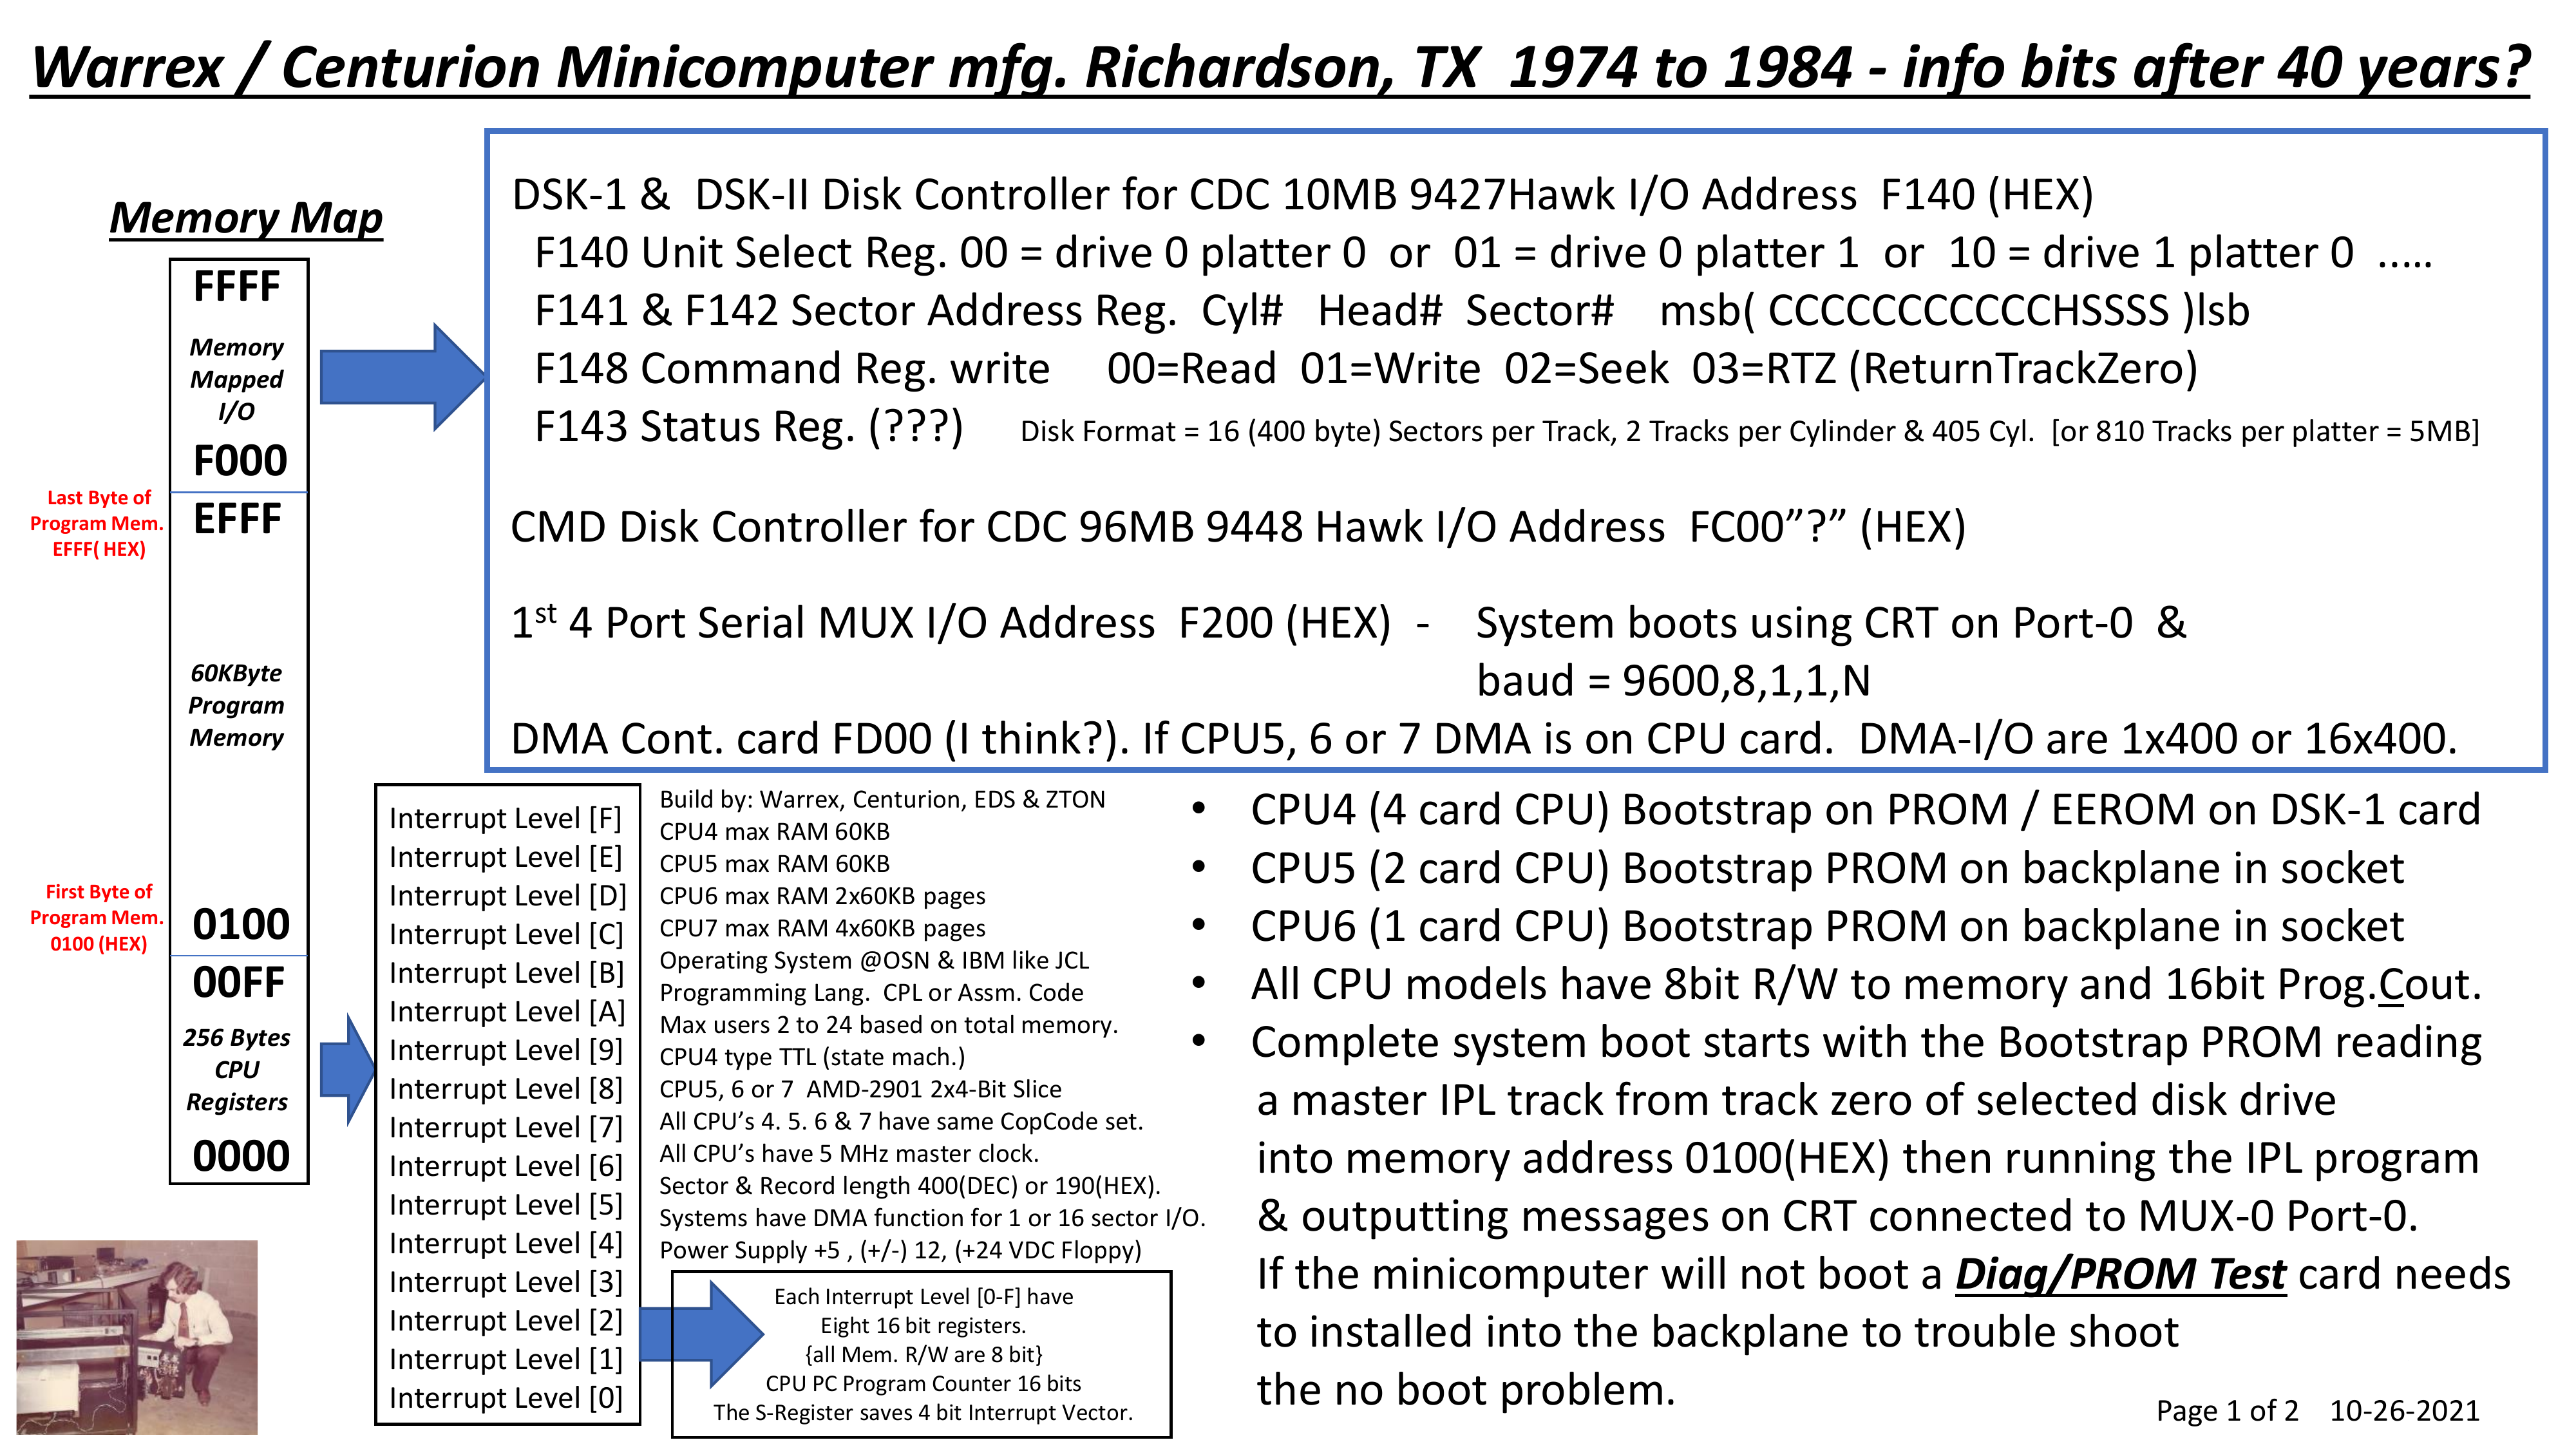 Warrex / Centurion Minicomputer mfg. Richardson, TX 1974 to 1984 - info bits after 40 years?
Memory Map
FFFF
Memory
Mapped
I/O
F000
Last Byte of
Program Mem.
EFFF( HEX)
EFFF
60KByte
Program
Memory
First Byte of
Program Mem.
0100 (HEX)
0100
00FF
256 Bytes
CPU
Registers
0000
DSK-1 & DSK-II Disk Controller for CDC 10MB 9427Hawk I/O Address F140 (HEX)
F140 Unit Select Reg. 00 = drive 0 platter 0 or 01 = drive 0 platter 1 or 10 = drive 1 platter 0 .....
F141 & F142 Sector Address Reg. Cyl# Head# Sector# msb( CCCCCCCCCCCHSSSS )lsb
F148 Command Reg. write 00=Read 01=Write 02=Seek 03=RTZ (ReturnTrackZero)
F143 Status Reg. (???) Disk Format = 16 (400 byte) Sectors per Track, 2 Tracks per Cylinder & 405 Cyl. [or 810 Tracks per platter = 5MB]
CMD Disk Controller for CDC 96MB 9448 Hawk I/O Address FC00”?” (HEX)
1st 4 Port Serial MUX I/O Address F200 (HEX) - System boots using CRT on Port-0 &
baud = 9600,8,1,1,N
DMA Cont. card FD00 (I think?). If CPU5, 6 or 7 DMA is on CPU card. DMA-I/O are 1x400 or 16x400.
Interrupt Level [F]
Interrupt Level [E]
Interrupt Level [D]
Interrupt Level [C]
Interrupt Level [B]
Interrupt Level [A]
Interrupt Level [9]
Interrupt Level [8]
Interrupt Level [7]
Interrupt Level [6]
Interrupt Level [5]
Interrupt Level [4]
Interrupt Level [3]
Interrupt Level [2]
Interrupt Level [1]
Interrupt Level [0]
Build by: Warrex, Centurion, EDS & ZTON
CPU4 max RAM 60KB
CPU5 max RAM 60KB
CPU6 max RAM 2x60KB pages
CPU7 max RAM 4x60KB pages
Operating System @OSN & IBM like JCL
Programming Lang. CPL or Assm. Code
Max users 2 to 24 based on total memory.
CPU4 type TTL (state mach.)
CPU5, 6 or 7 AMD-2901 2x4-Bit Slice
All CPU’s 4. 5. 6 & 7 have same CopCode set.
All CPU’s have 5 MHz master clock.
Sector & Record length 400(DEC) or 190(HEX).
Systems have DMA function for 1 or 16 sector I/O.
Power Supply +5 , (+/-) 12, (+24 VDC Floppy)
Each Interrupt Level [0-F] have
Eight 16 bit registers.
{all Mem. R/W are 8 bit}
CPU PC Program Counter 16 bits
The S-Register saves 4 bit Interrupt Vector.
• CPU4 (4 card CPU) Bootstrap on PROM / EEROM on DSK-1 card
• CPU5 (2 card CPU) Bootstrap PROM on backplane in socket
• CPU6 (1 card CPU) Bootstrap PROM on backplane in socket
• All CPU models have 8bit R/W to memory and 16bit Prog.Cout.
• Complete system boot starts with the Bootstrap PROM reading
a master IPL track from track zero of selected disk drive
into memory address 0100(HEX) then running the IPL program
& outputting messages on CRT connected to MUX-0 Port-0.
If the minicomputer will not boot a Diag/PROM Test card needs
to installed into the backplane to trouble shoot
the no boot problem.
Page 1 of 2 10-26-2021